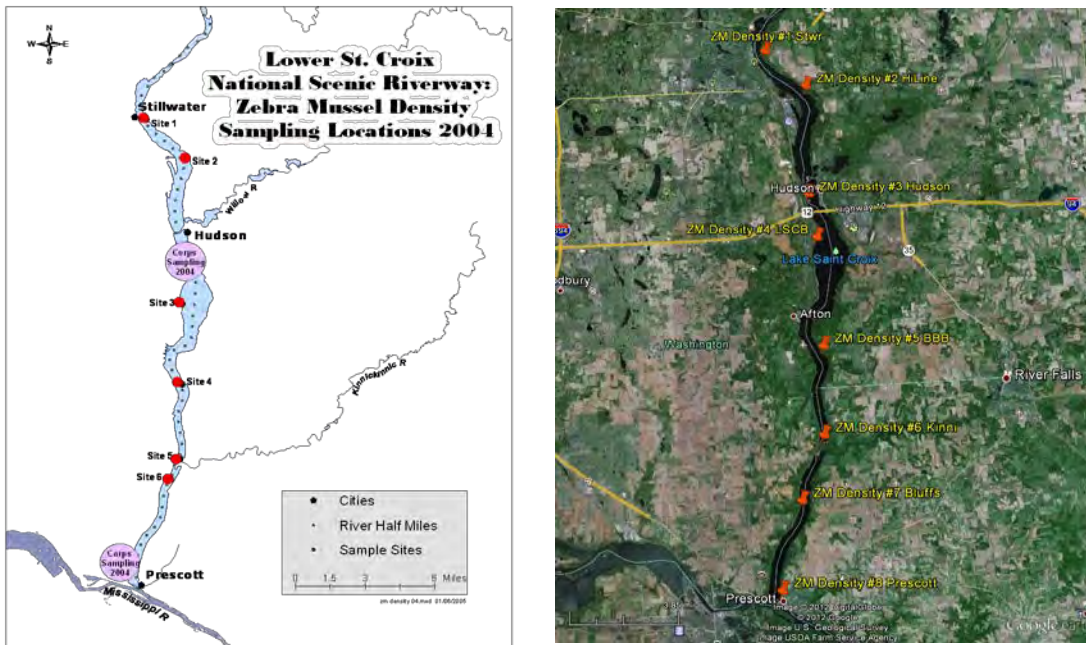 N
W
E
S
Lower St. Croix
National Scenic Riverway:
Zebra Mussel Density
Sampling Locations 2004
Stillwater
Site 1
Site 2
Willow R
Hudson
Corps
Sampling
2004
Site 3
Site 4
Kinnickinnic R
Site 5
Site 6
Corps
Sampling
2004
Prescott
Mississippi R
Cities
River Half Miles
Sample Sites
0 1.5 3 6 Miles
ZM Density #1 Stwr
ZM Density #2 HiLine
Hudson
ZM Density #3 Hudson
12
Highway 12
94
ZM Density #4 LSCB
35
Lake Saint Croix
dbury
Afton
ZM Density #5 BBB
Washington
River Falls
ZM Density #6 Kinni
ZM Density #7 Bluffs
ZM Density #8 Prescott
Prescott
Image © 2012 DigitalGlobe
© 2012 Google
Image U.S. Geological Survey
Image USDA Farm Service Agency
Google earth